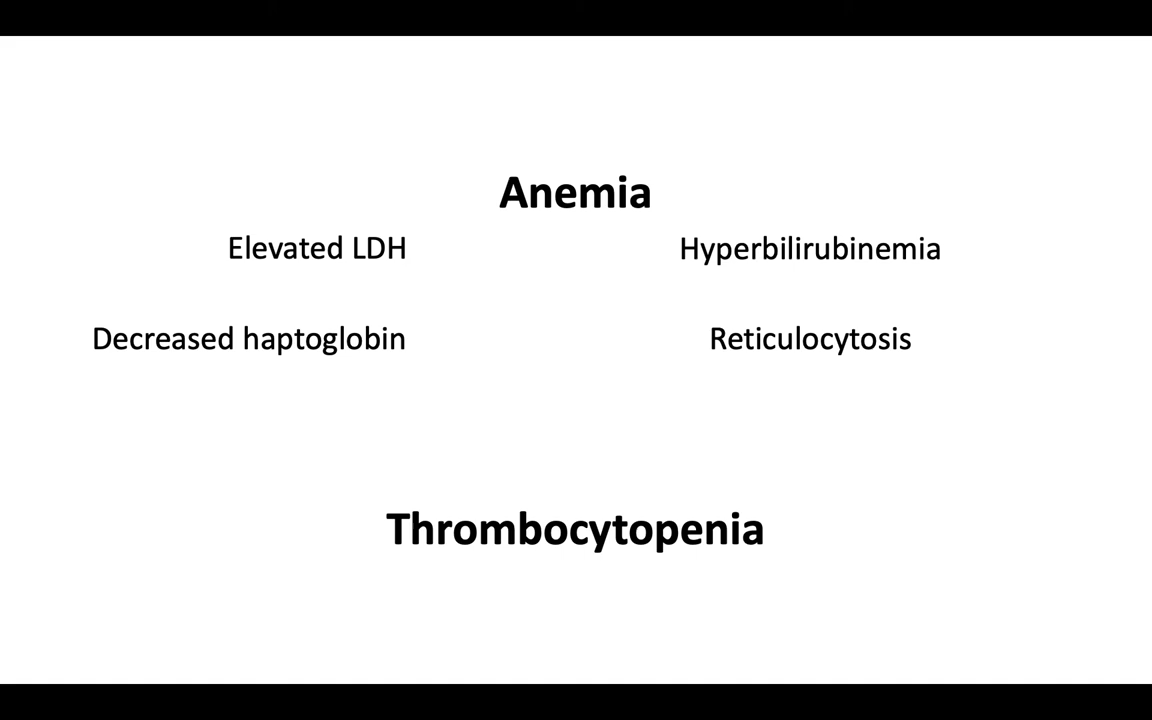 Anemia
Elevated LDH
Hyperbilirubinemia
Decreased haptoglobin
Reticulocytosis
Thrombocytopenia